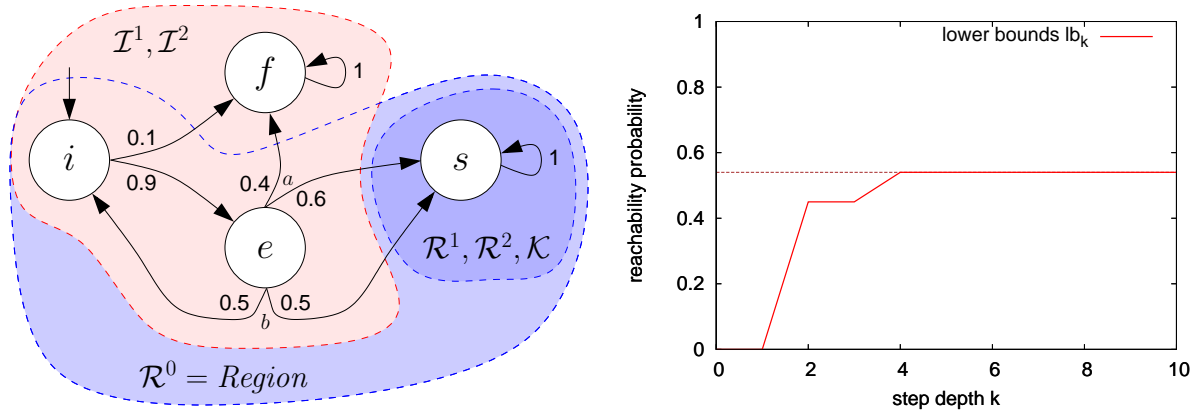 I¹, I²
f
1
i
0.1
0.9
0.4
a
0.6
s
1
e
R¹, R², K
0.5
0.5
b
R⁰ = Region
1
0.8
0.6
0.4
0.2
0
reachability probability
lower bounds lb_k
0
2
4
6
8
10
step depth k